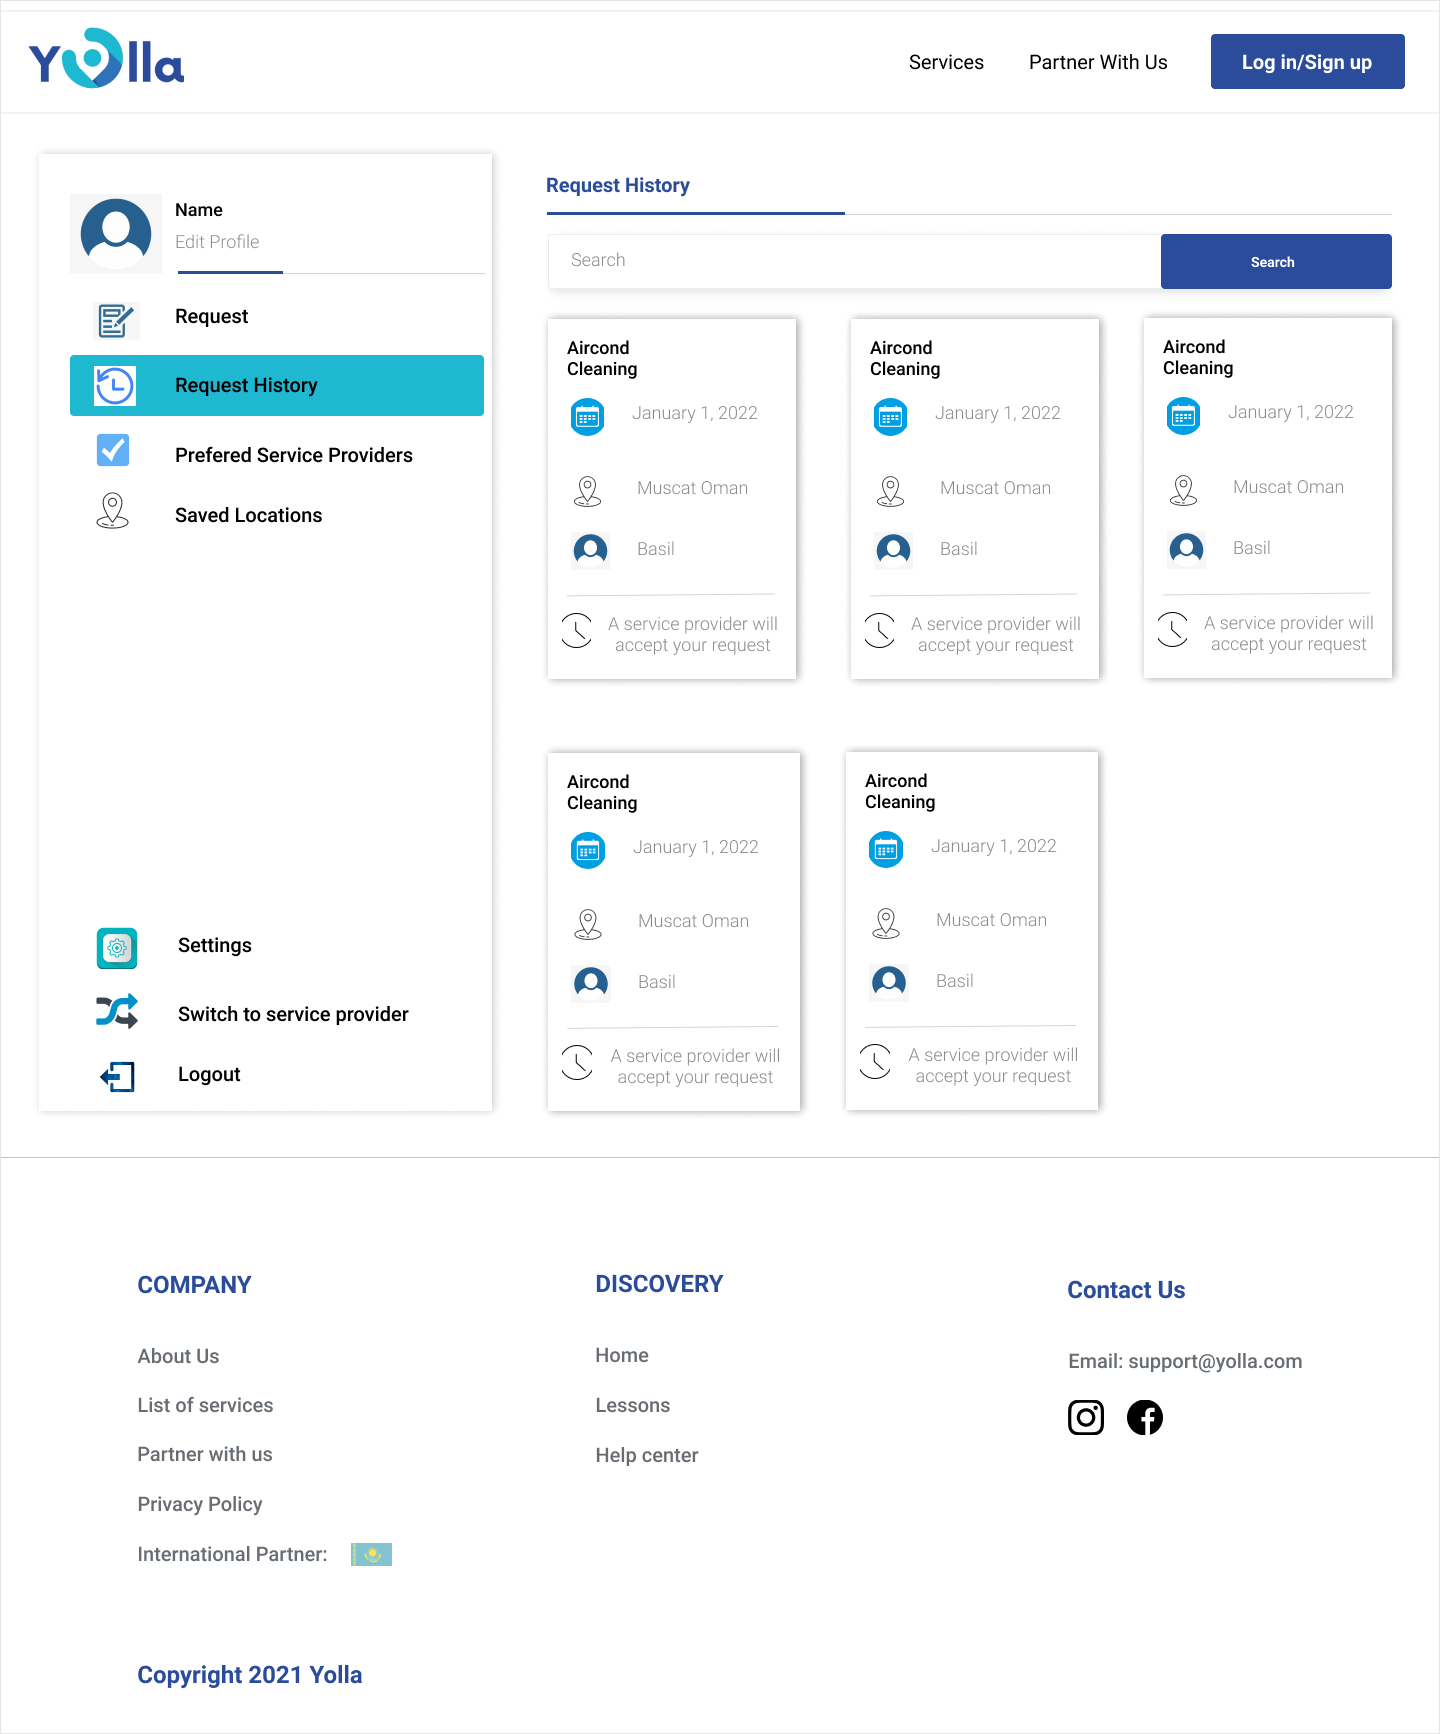 Yolla
Services
Partner With Us
Log in/Sign up
Name
Edit Profile
Request
Request History
Prefered Service Providers
Saved Locations
Settings
Switch to service provider
Logout
Request History
Search
Search
Aircond
Cleaning
January 1, 2022
Muscat Oman
Basil
A service provider will
accept your request
Aircond
Cleaning
January 1, 2022
Muscat Oman
Basil
A service provider will
accept your request
Aircond
Cleaning
January 1, 2022
Muscat Oman
Basil
A service provider will
accept your request
Aircond
Cleaning
January 1, 2022
Muscat Oman
Basil
A service provider will
accept your request
Aircond
Cleaning
January 1, 2022
Muscat Oman
Basil
A service provider will
accept your request
COMPANY
About Us
List of services
Partner with us
Privacy Policy
International Partner:
DISCOVERY
Home
Lessons
Help center
Contact Us
Email: support@yolla.com
Copyright 2021 Yolla